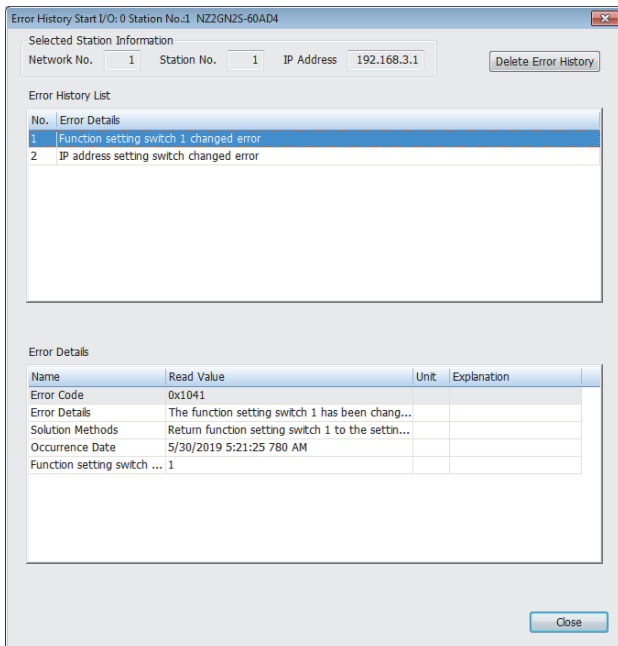 Error History Start I/O: 0 Station No.:1 NZ2GN2S-60AD4
Selected Station Information
Network No. 1 Station No. 1 IP Address 192.168.3.1 Delete Error History
Error History List
No. Error Details
1 Function setting switch 1 changed error
2 IP address setting switch changed error
Error Details
Name Read Value Unit Explanation
Error Code 0x1041
Error Details The function setting switch 1 has been chang...
Solution Methods Return function setting switch 1 to the settin...
Occurrence Date 5/30/2019 5:21:25 780 AM
Function setting switch ... 1
Close